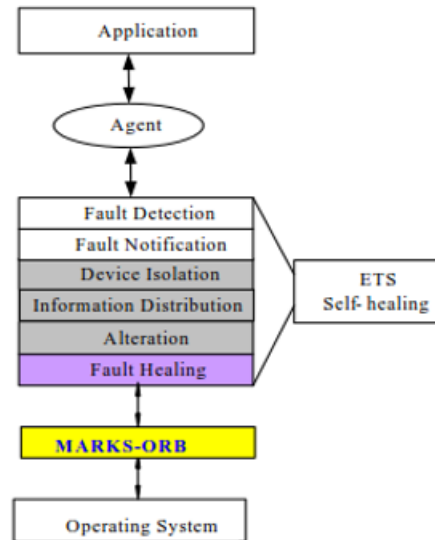 Application
Agent
Fault Detection
Fault Notification
Device Isolation
Information Distribution
Alteration
Fault Healing
ETS
Self- healing
MARKS-ORB
Operating System